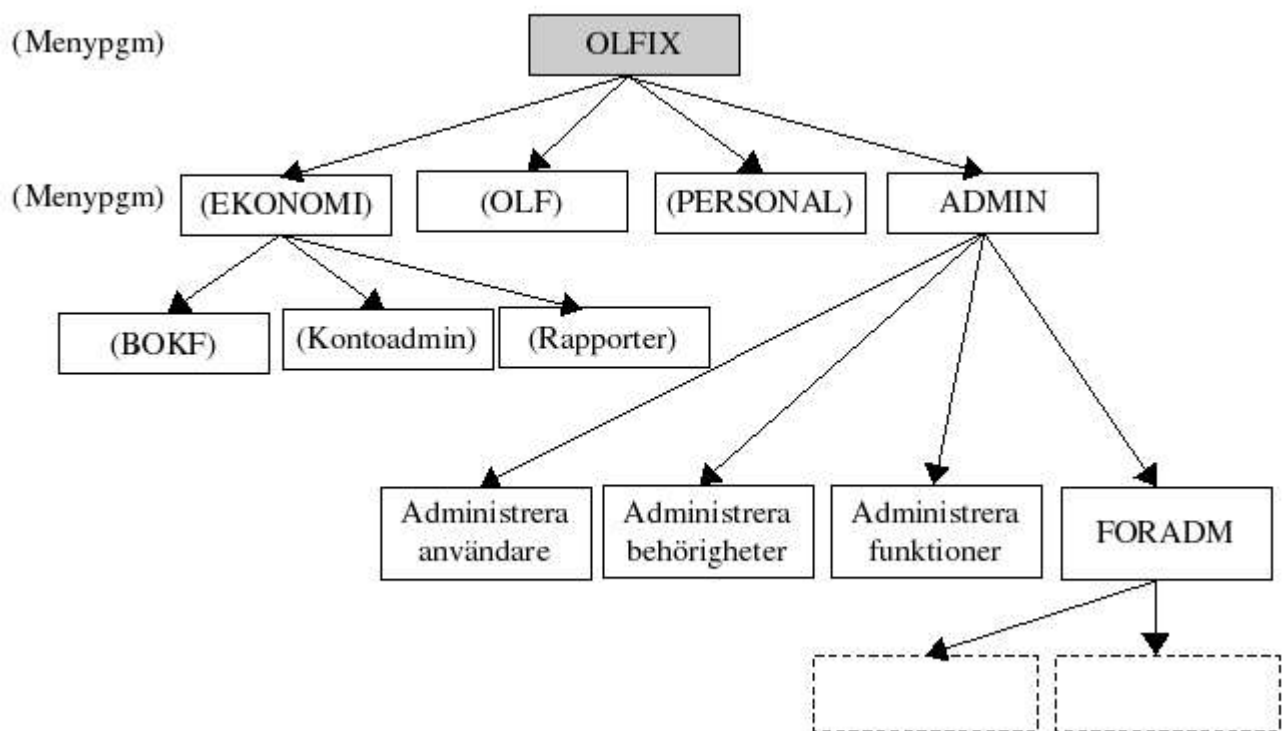 (Menypgm)
OLFIX
(Menypgm)
(EKONOMI)
(OLF)
(PERSONAL)
ADMIN
(BOKF)
(Kontoadmin)
(Rapporter)
Administrera
användare
Administrera
behörigheter
Administrera
funktioner
FORADM